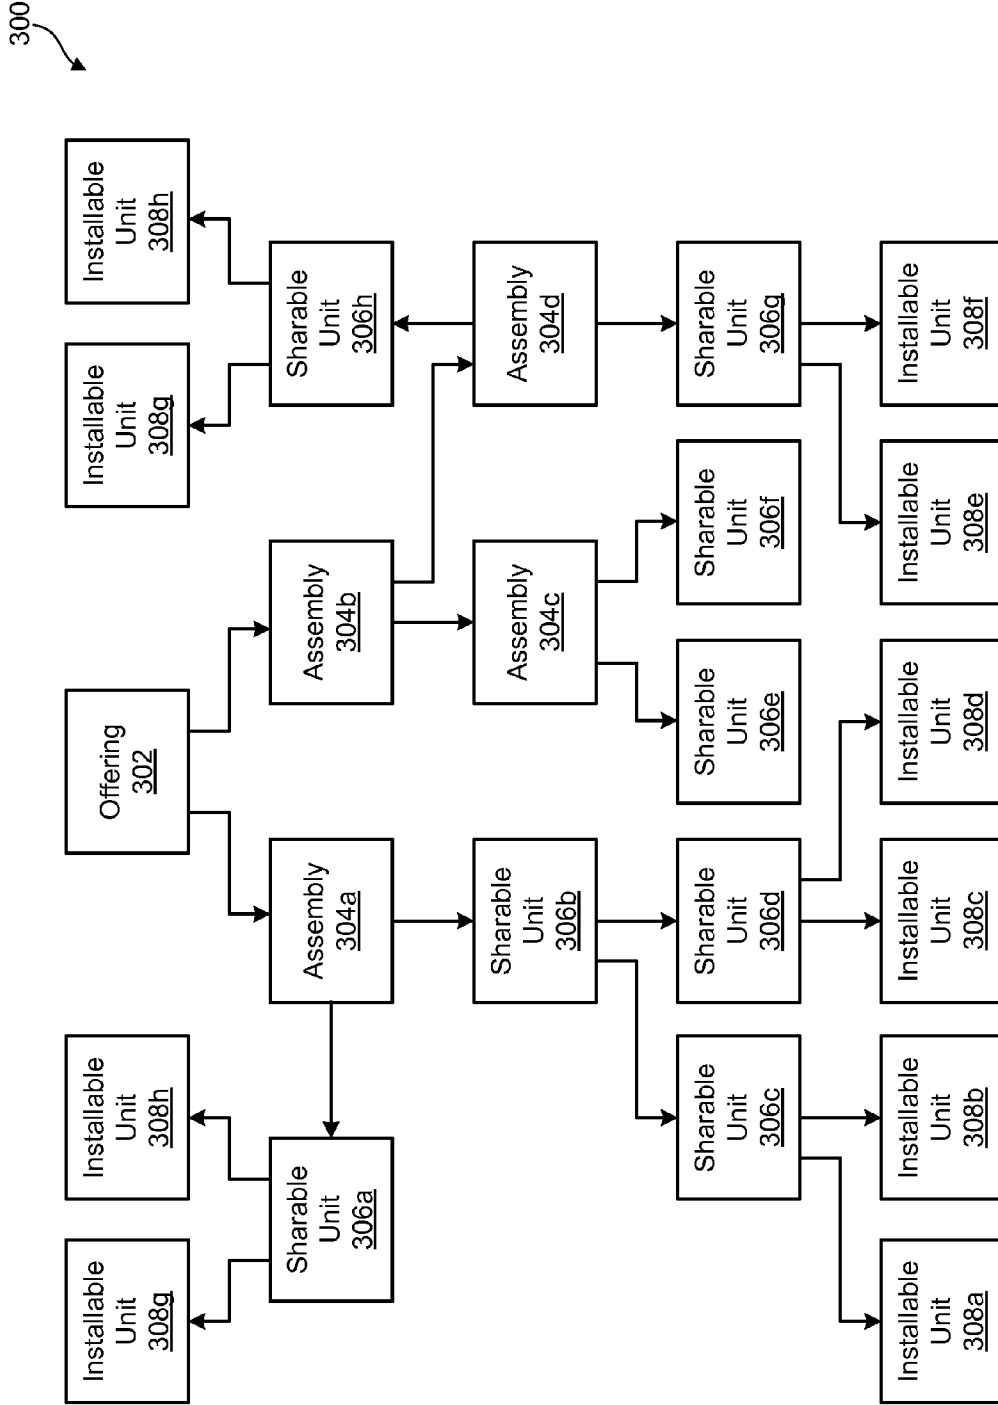 300
Installable
Unit
308g
Installable
Unit
308h
Offering
302
Installable
Unit
308g
Installable
Unit
308h
Sharable
Unit
306a
Assembly
304a
Assembly
304b
Sharable
Unit
306h
Sharable
Unit
306b
Assembly
304c
Assembly
304d
Sharable
Unit
306c
Sharable
Unit
306d
Sharable
Unit
306e
Sharable
Unit
306f
Sharable
Unit
306g
Installable
Unit
308a
Installable
Unit
308b
Installable
Unit
308c
Installable
Unit
308d
Installable
Unit
308e
Installable
Unit
308f